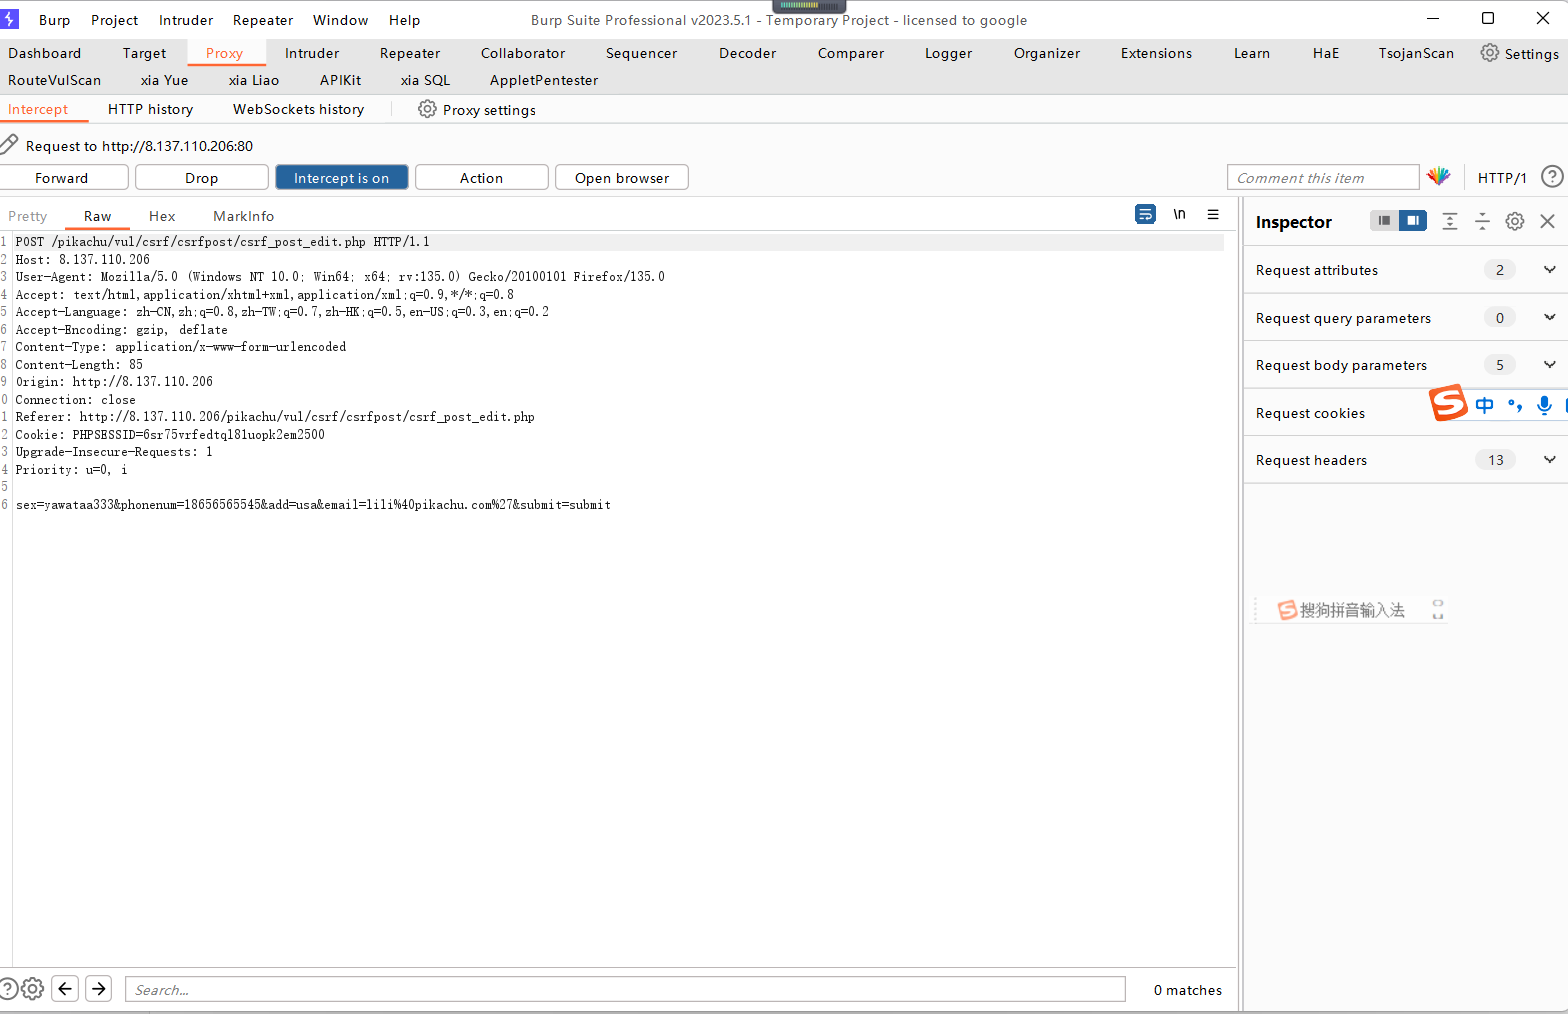 Burp Project Intruder Repeater Window Help Burp Suite Professional v2023.5.1 - Temporary Project - licensed to google
Dashboard Target Proxy Intruder Repeater Collaborator Sequencer Decoder Comparer Logger Organizer Extensions Learn HaE TsojanScan Settings
RouteVulScan xia Yue xia Liao APIKit xia SQL AppletPentester
Intercept HTTP history WebSockets history Proxy settings
Request to http://8.137.110.206:80
Forward Drop Intercept is on Action Open browser Comment this item HTTP/1 ?
Pretty Raw Hex MarkInfo \n
Inspector
1 POST /pikachu/vul/csrf/csrfpost/csrf_post_edit.php HTTP/1.1
2 Host: 8.137.110.206
3 User-Agent: Mozilla/5.0 (Windows NT 10.0; Win64; x64; rv:135.0) Gecko/20100101 Firefox/135.0
4 Accept: text/html,application/xhtml+xml,application/xml;q=0.9,*/*;q=0.8
5 Accept-Language: zh-CN,zh;q=0.8,zh-TW;q=0.7,zh-HK;q=0.5,en-US;q=0.3,en;q=0.2
6 Accept-Encoding: gzip, deflate
7 Content-Type: application/x-www-form-urlencoded
8 Content-Length: 85
9 Origin: http://8.137.110.206
0 Connection: close
1 Referer: http://8.137.110.206/pikachu/vul/csrf/csrfpost/csrf_post_edit.php
2 Cookie: PHPSESSID=6sr75vrfedtql81uopk2em2500
3 Upgrade-Insecure-Requests: 1
4 Priority: u=0, i
5
6 sex=yawataa333&phonenum=18656565545&add=usa&email=lili%40pikachu.com%27&submit=submit
Request attributes 2
Request query parameters 0
Request body parameters 5
Request cookies
S 中 °,
Request headers 13
S 搜狗拼音输入法
? Search... 0 matches